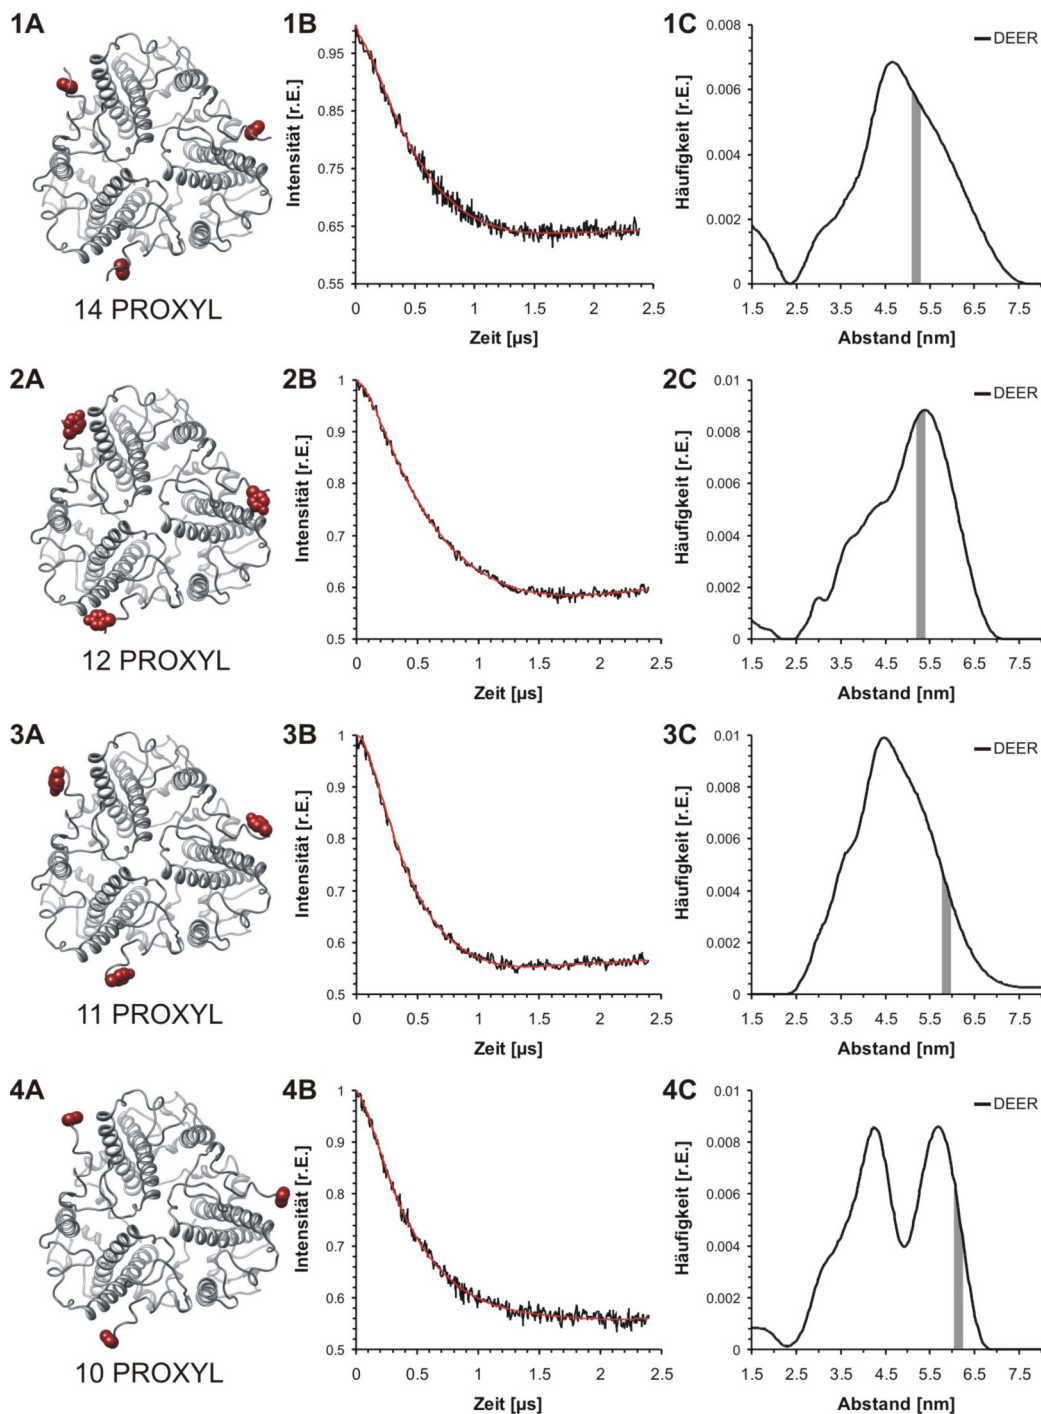 1A
14 PROXYL
1B
Intensität [r.E.]
0.95
0.85
0.75
0.65
0.55
0 0.5 1 1.5 2 2.5
Zeit [µs]
1C
Häufigkeit [r.E.]
DEER
0.008
0.006
0.004
0.002
0
1.5 2.5 3.5 4.5 5.5 6.5 7.5
Abstand [nm]
2A
12 PROXYL
2B
Intensität [r.E.]
1
0.9
0.8
0.7
0.6
0.5
0 0.5 1 1.5 2 2.5
Zeit [µs]
2C
Häufigkeit [r.E.]
DEER
0.01
0.008
0.006
0.004
0.002
0
1.5 2.5 3.5 4.5 5.5 6.5 7.5
Abstand [nm]
3A
11 PROXYL
3B
Intensität [r.E.]
1
0.9
0.8
0.7
0.6
0.5
0 0.5 1 1.5 2 2.5
Zeit [µs]
3C
Häufigkeit [r.E.]
DEER
0.01
0.008
0.006
0.004
0.002
0
1.5 2.5 3.5 4.5 5.5 6.5 7.5
Abstand [nm]
4A
10 PROXYL
4B
Intensität [r.E.]
1
0.9
0.8
0.7
0.6
0.5
0 0.5 1 1.5 2 2.5
Zeit [µs]
4C
Häufigkeit [r.E.]
DEER
0.01
0.008
0.006
0.004
0.002
0
1.5 2.5 3.5 4.5 5.5 6.5 7.5
Abstand [nm]